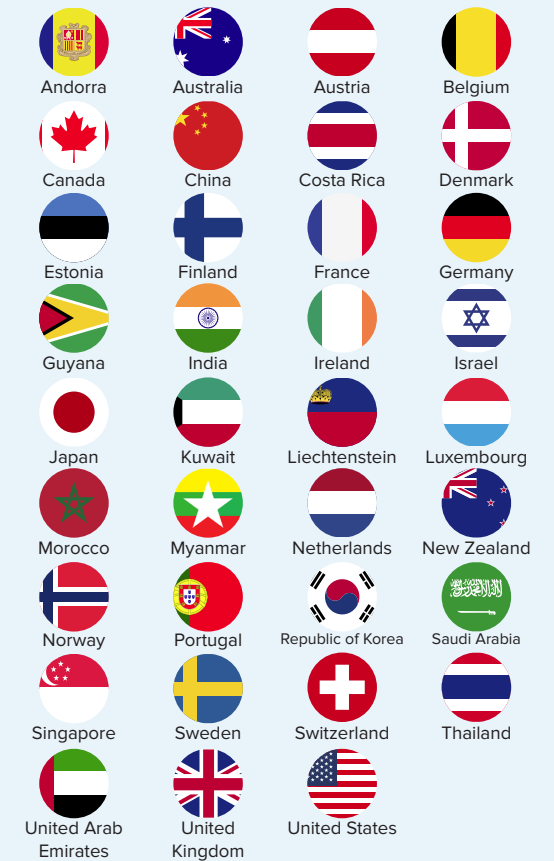 Andorra
Australia
Austria
Belgium
Canada
China
Costa Rica
Denmark
Estonia
Finland
France
Germany
Guyana
India
Ireland
Israel
Japan
Kuwait
Liechtenstein
Luxembourg
Morocco
Myanmar
Netherlands
New Zealand
Norway
Portugal
Republic of Korea
Saudi Arabia
Singapore
Sweden
Switzerland
Thailand
United Arab
Emirates
United
Kingdom
United States